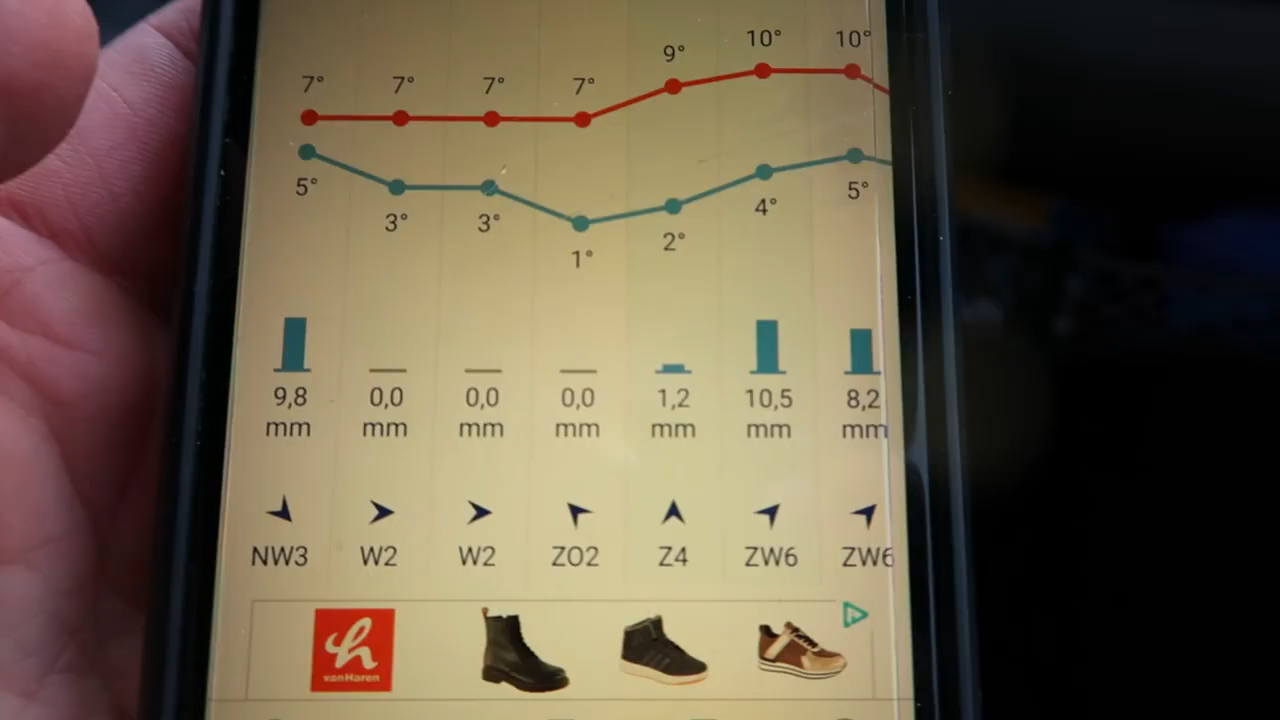 7° 7° 7° 7° 9° 10° 10°
5° 3° 3° 1° 2° 4° 5°
9,8 0,0 0,0 0,0 1,2 10,5 8,2
mm mm mm mm mm mm mm
NW3 W2 W2 ZO2 Z4 ZW6 ZW6
h
vanHaren